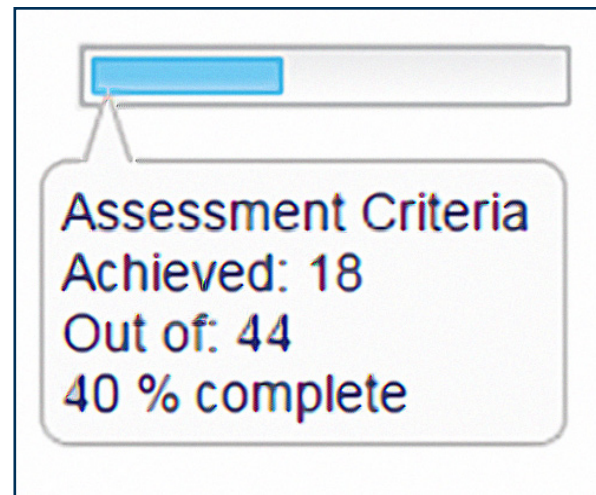 Assessment Criteria
Achieved: 18
Out of: 44
40 % complete